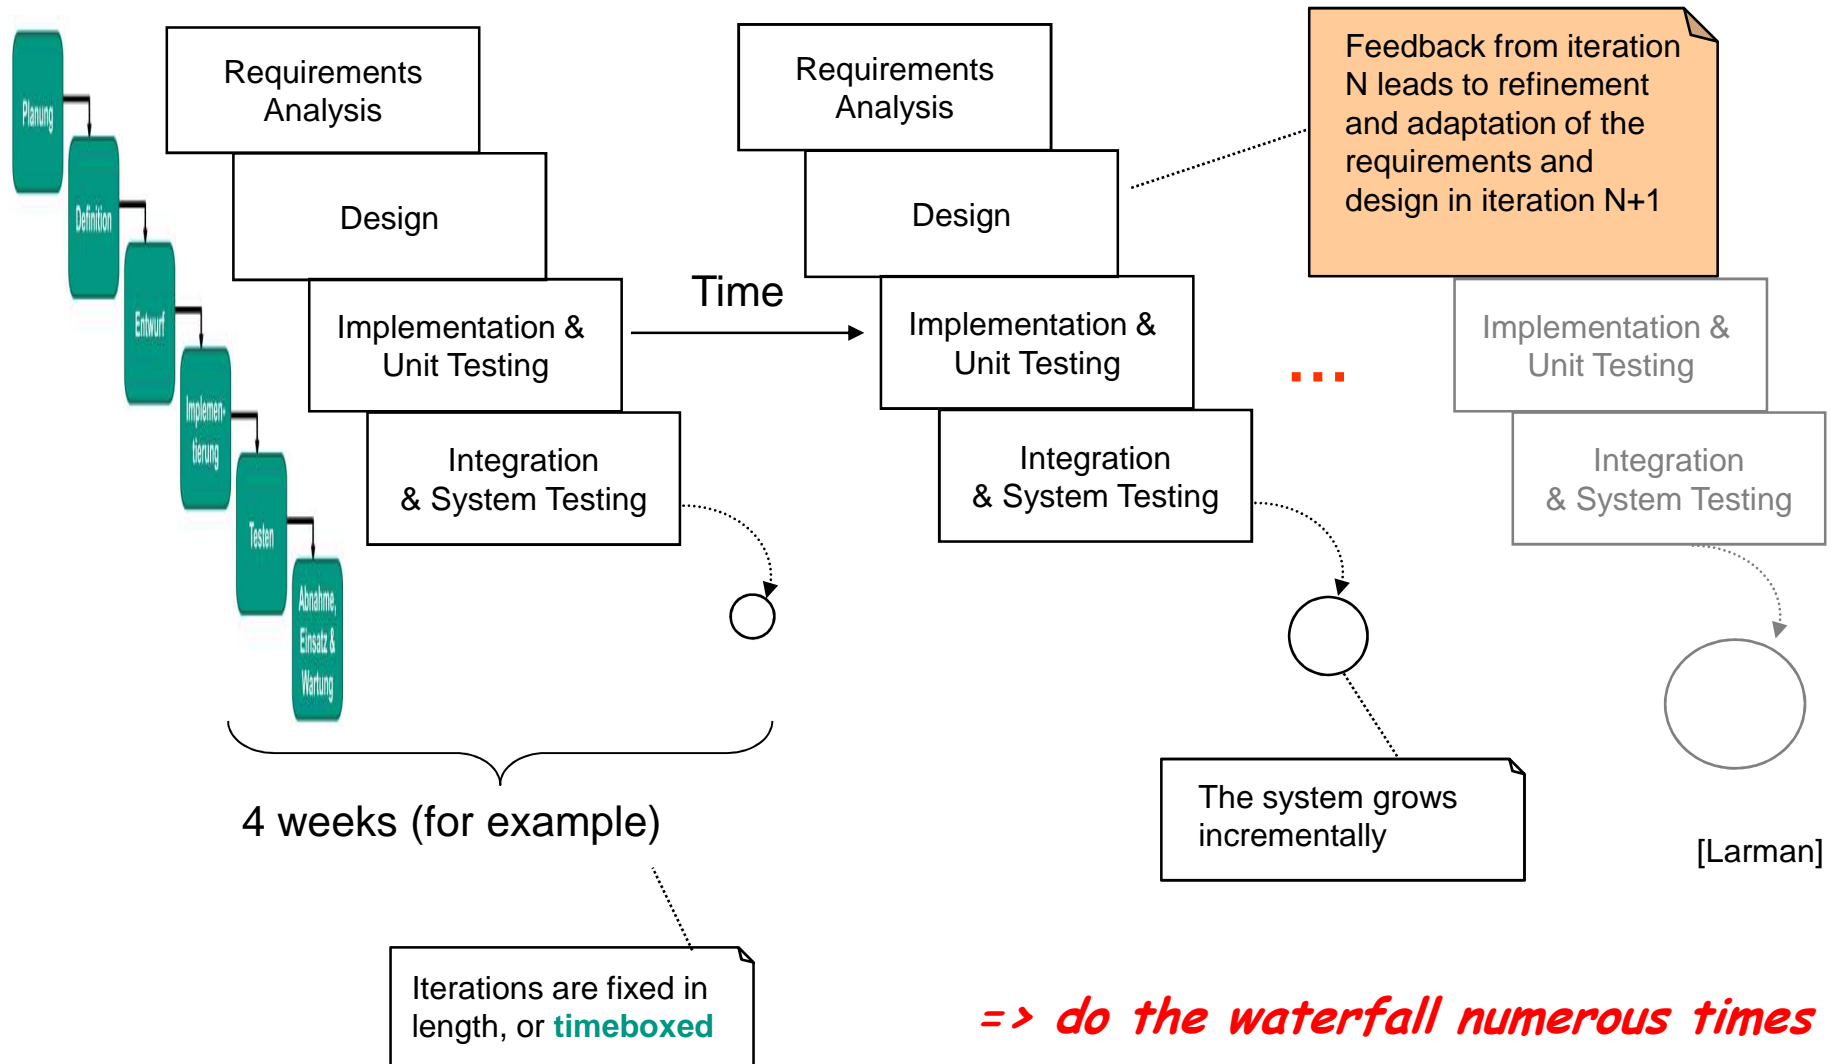 Planung
Definition
Entwurf
Implemen-
tierung
Testen
Abnahme,
Einsatz &
Wartung
Requirements
Analysis
Design
Implementation &
Unit Testing
Integration
& System Testing
Time
Requirements
Analysis
Design
Implementation &
Unit Testing
Integration
& System Testing
Feedback from iteration
N leads to refinement
and adaptation of the
requirements and
design in iteration N+1
...
Implementation &
Unit Testing
Integration
& System Testing
4 weeks (for example)
The system grows
incrementally
[Larman]
Iterations are fixed in
length, or timeboxed
=> do the waterfall numerous times